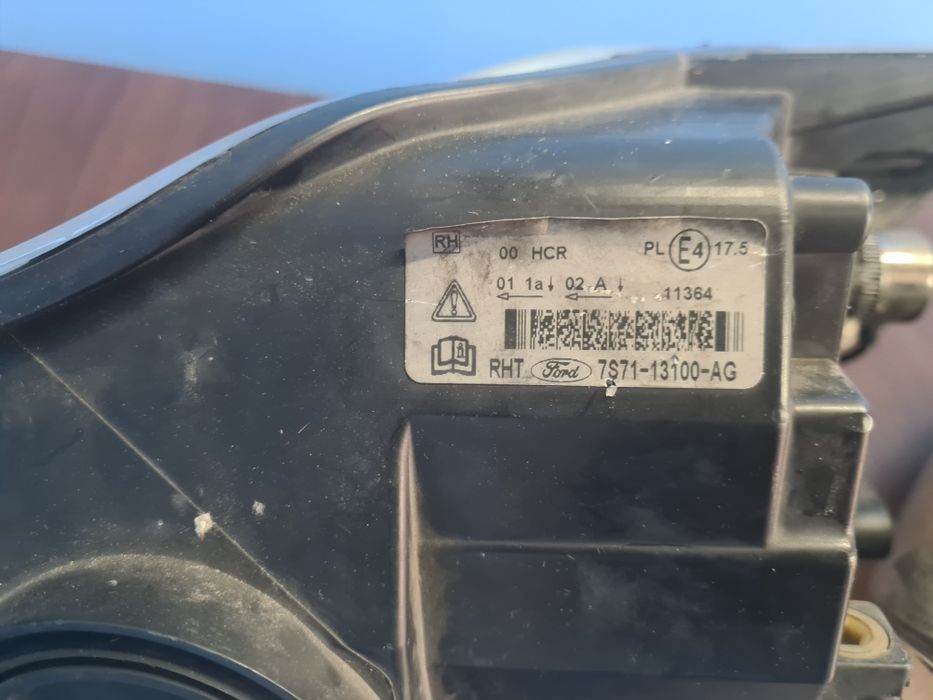 RH 00 HCR PL E4 17.5
01 1a 02 A 11364
RHT Ford 7S71-13100-AG